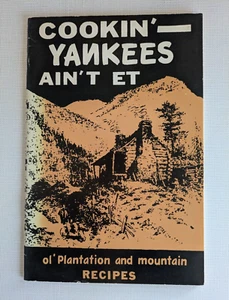 COOKIN'—
YANKEES
AIN'T ET
ol' Plantation and mountain
RECIPES